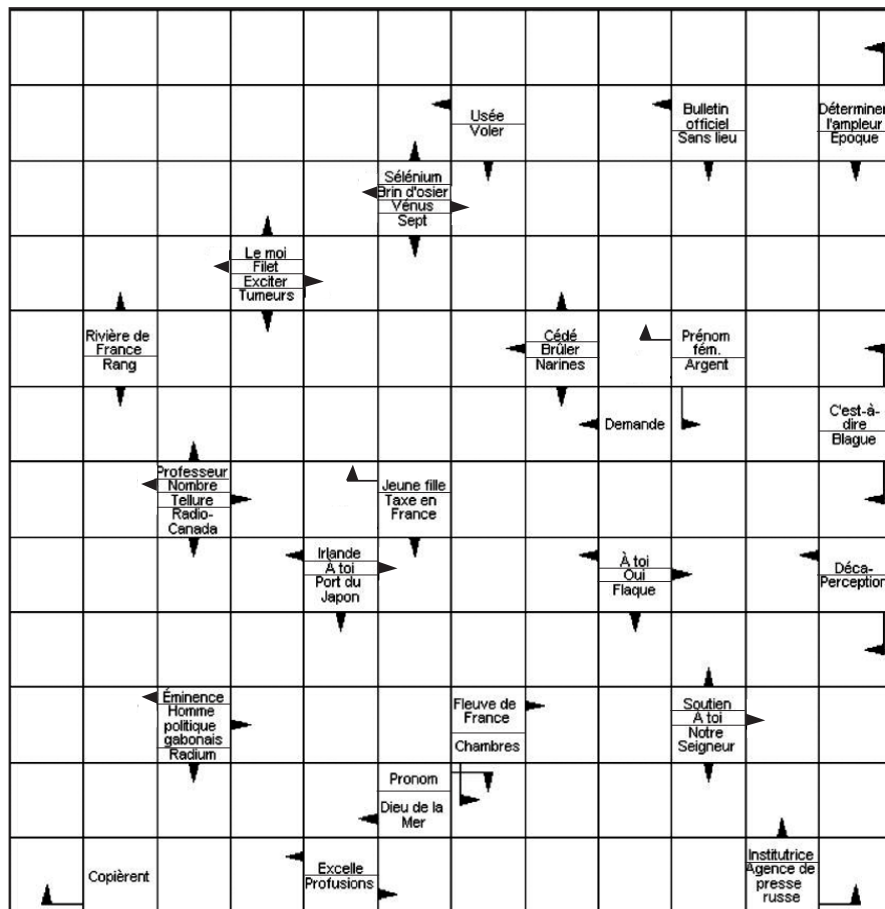 Usée
Voler
Bulletin
officiel
Sans lieu
Déterminer
l'ampleur
Époque
Sélénium
Brin d'osier
Vénus
Sept
Le moi
Filet
Exciter
Tumeurs
Rivière de
France
Rang
Cédé
Brûler
Narines
Prénom
fém.
Argent
Demande
C'est-à-
dire
Blague
Professeur
Nombre
Tellure
Radio-
Canada
Jeune fille
Taxe en
France
Irlande
À toi
Port du
Japon
À toi
Oui
Flaque
Déca-
Perception
Éminence
Homme
politique
gabonais
Radium
Fleuve de
France
Chambres
Soutien
À toi
Notre
Seigneur
Pronom
Dieu de la
Mer
Copièrent
Excelle
Profusions
Institutrice
Agence de
presse
russe